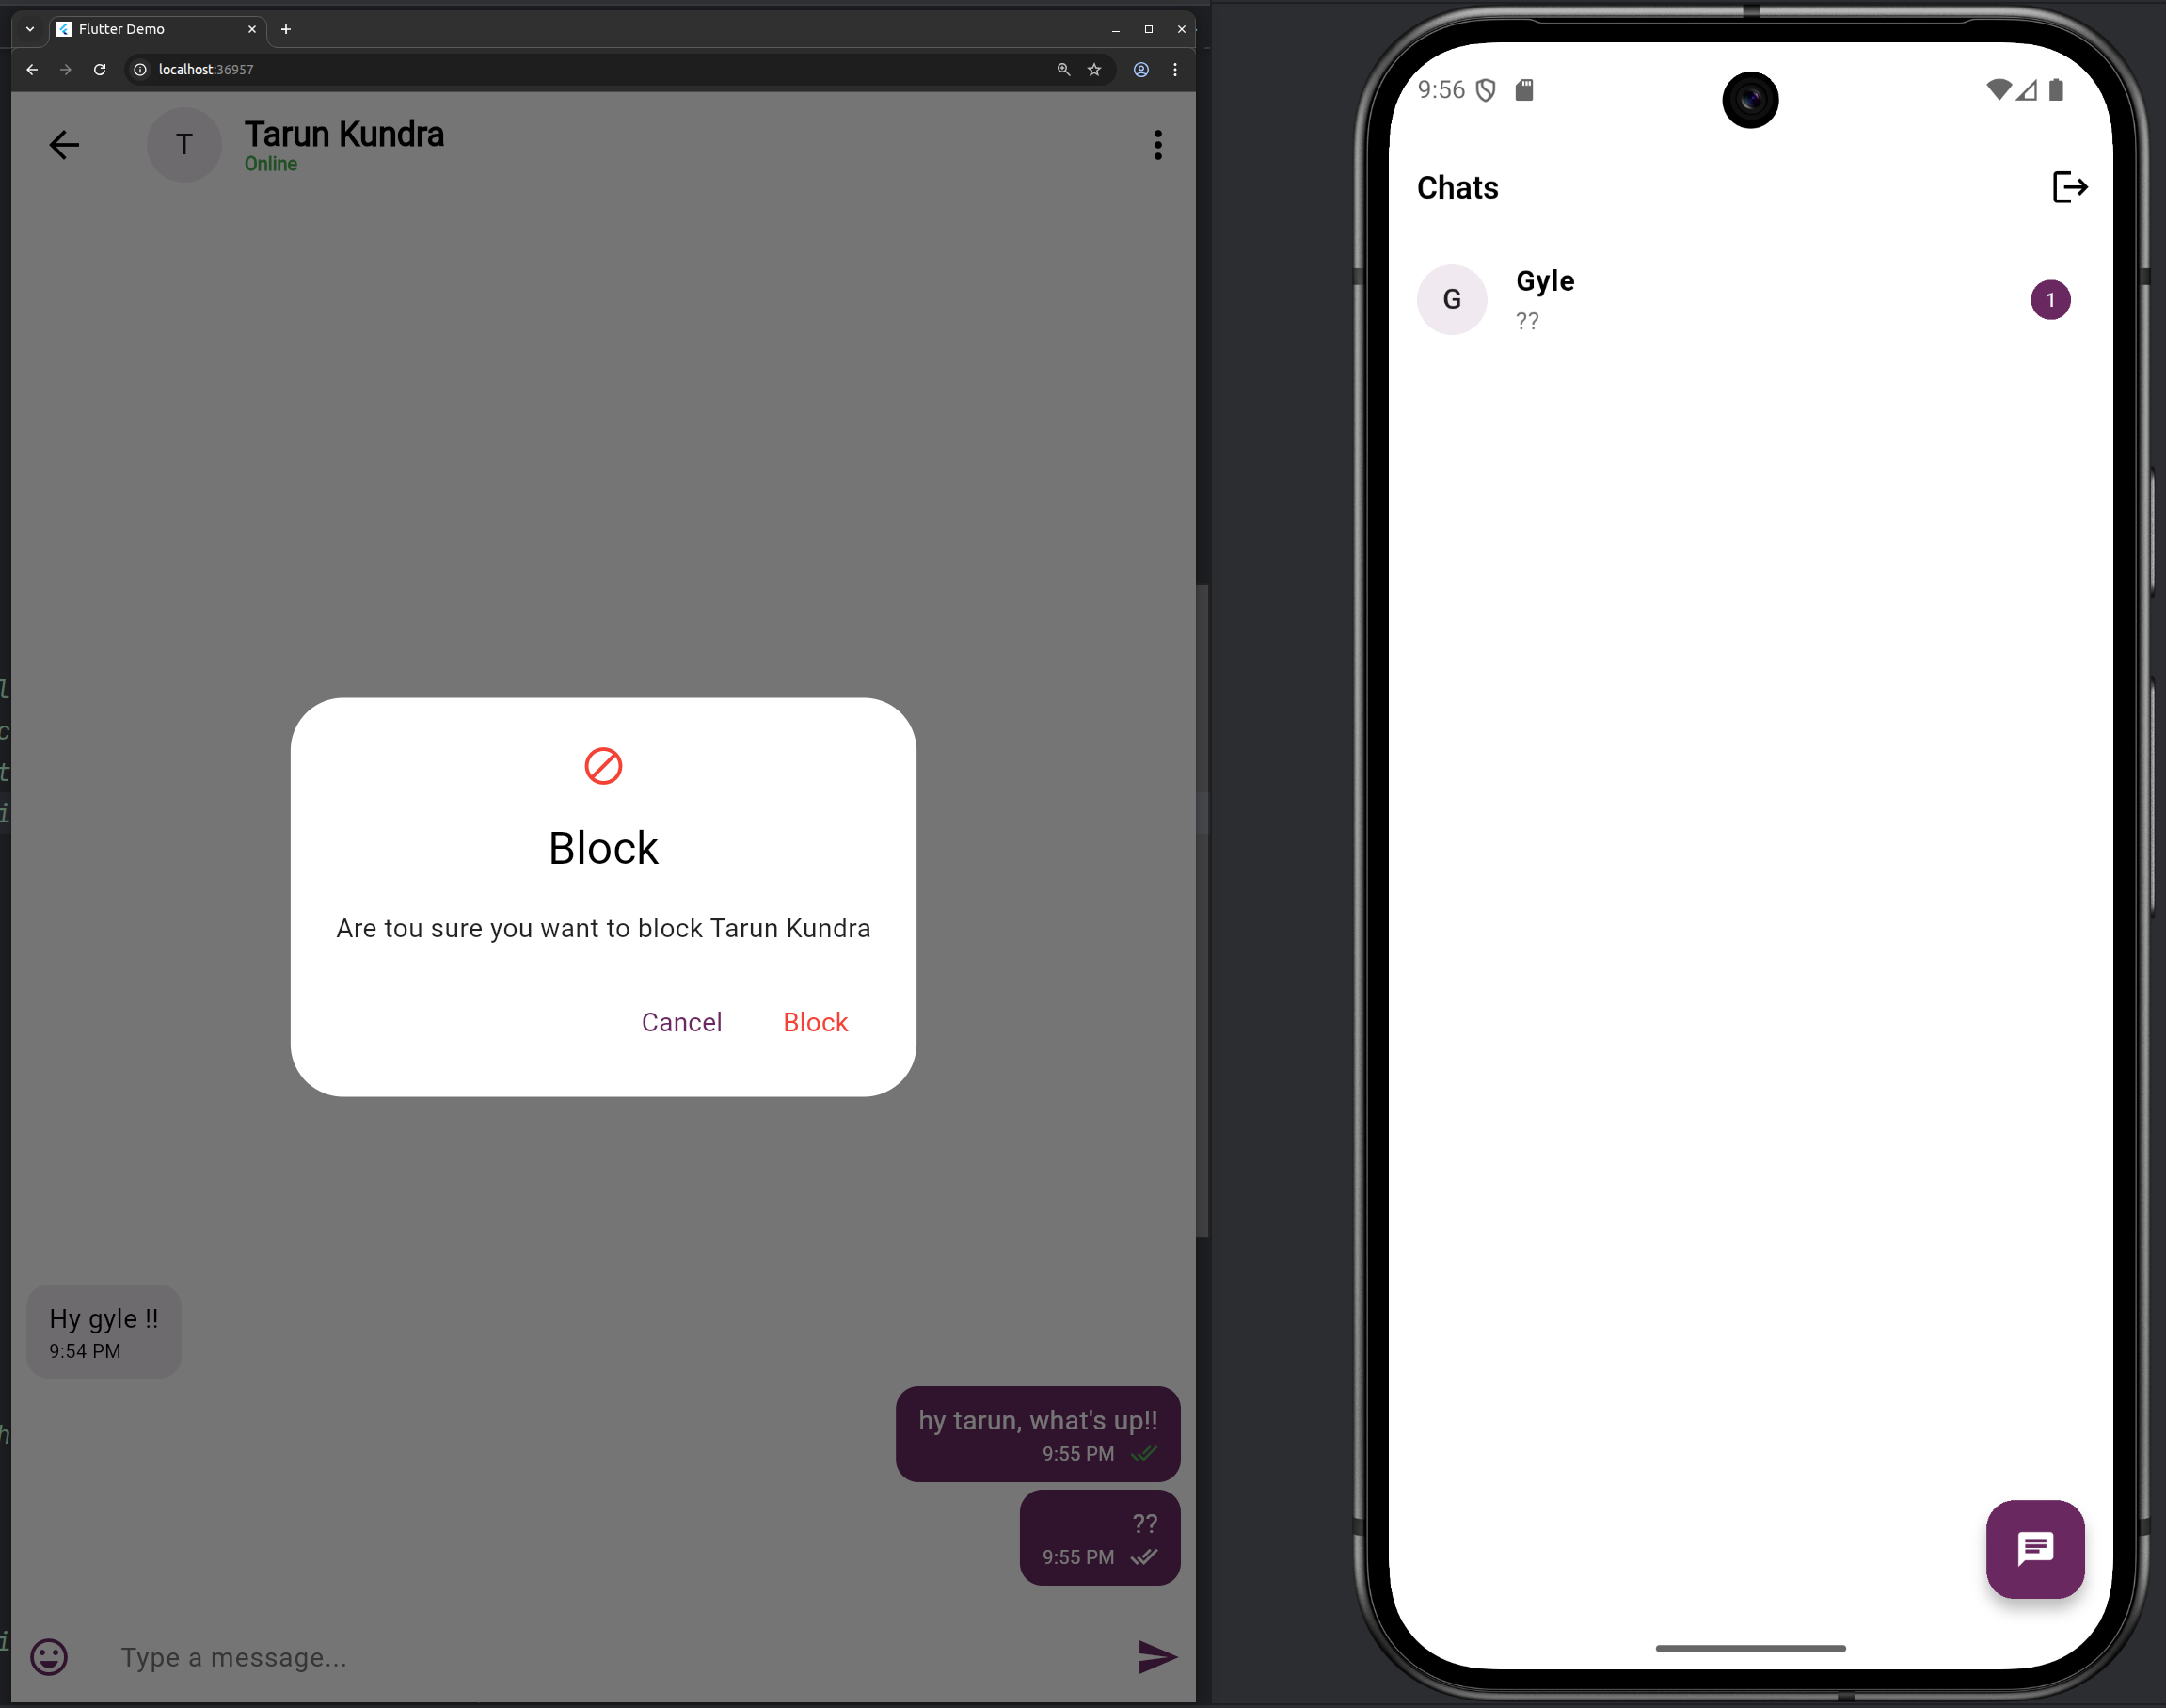 Flutter Demo
localhost:36957
T
Tarun Kundra
Online
Block
Are tou sure you want to block Tarun Kundra
Cancel
Block
Hy gyle !!
9:54 PM
hy tarun, what's up!!
9:55 PM
??
9:55 PM
Type a message...
l
c
t
i
h
i
9:56
Chats
G
Gyle
??
1